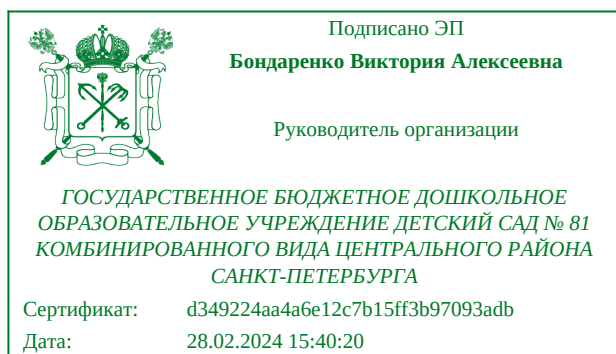 Подписано ЭП
Бондаренко Виктория Алексеевна
Руководитель организации
ГОСУДАРСТВЕННОЕ БЮДЖЕТНОЕ ДОШКОЛЬНОЕ
ОБРАЗОВАТЕЛЬНОЕ УЧРЕЖДЕНИЕ ДЕТСКИЙ САД № 81
КОМБИНИРОВАННОГО ВИДА ЦЕНТРАЛЬНОГО РАЙОНА
САНКТ-ПЕТЕРБУРГА
Сертификат: d349224aa4a6e12c7b15ff3b97093adb
Дата: 28.02.2024 15:40:20